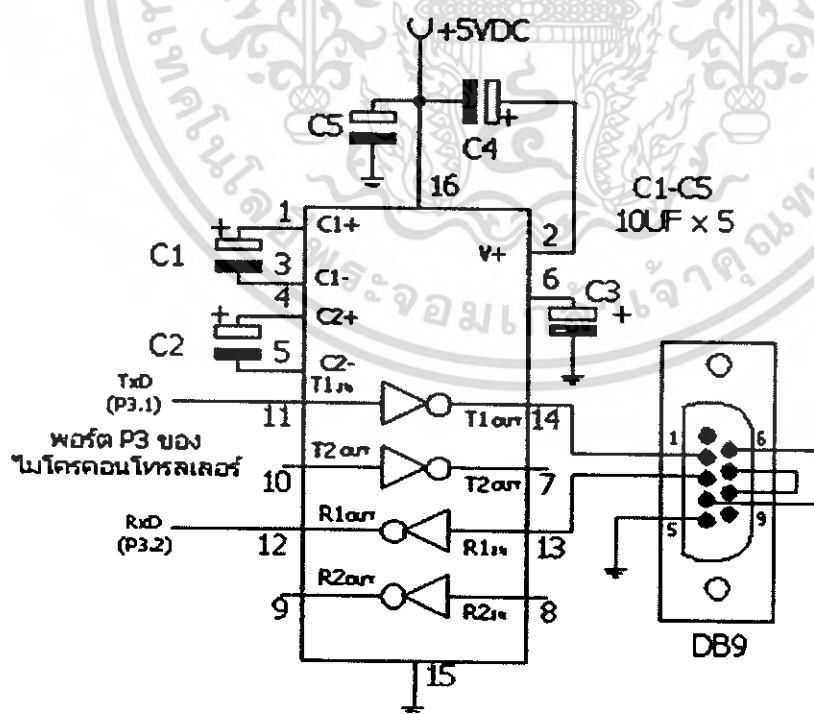 +5VDC
C5
C4
16
C1-C5
10UF x 5
1
C1+
2
V+
C1
3
C1-
6
C3
4
C2+
C2
5
C2-
TxD
(P3.1)
11
T1IN
T1OUT
14
พอร์ต P3 ของ
ไมโครคอนโทรลเลอร์
10
T2OUT
T2OUT
7
RxD
(P3.2)
12
R1OUT
R1IN
13
9
R2OUT
R2IN
8
15
1
6
5
9
DB9